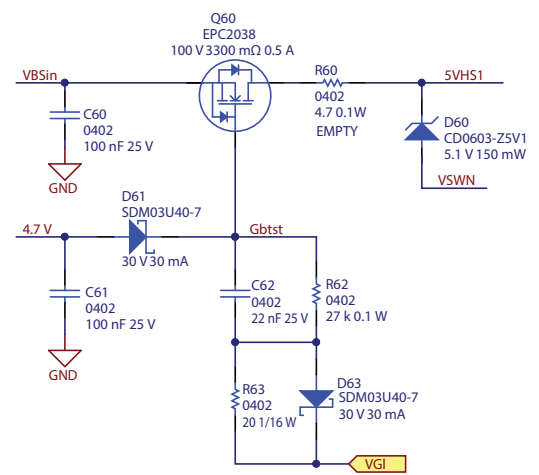 Q60
EPC2038
100 V 3300 mΩ 0.5 A
VBSin
R60
0402
4.7 0.1W
EMPTY
5VHS1
C60
0402
100 nF 25 V
D60
CD0603-Z5V1
5.1 V 150 mW
GND
VSWN
D61
SDM03U40-7
4.7 V
Gbtst
30 V 30 mA
C61
0402
100 nF 25 V
C62
0402
22 nF 25 V
R62
0402
27 k 0.1 W
GND
R63
0402
20 1/16 W
D63
SDM03U40-7
30 V 30 mA
VGI